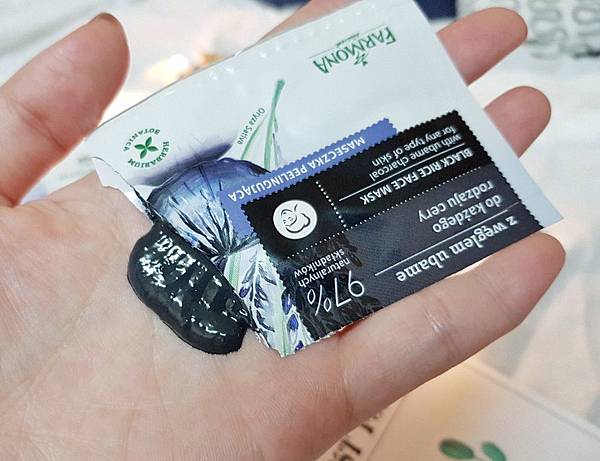 FARMONA
HERBARIUM
BOTANICA
Oryza Sativa
MASECZKA PEELINGUJĄCA
BLACK RICE FACE MASK
with ubame charcoal
for any type of skin
z węglem ubame
do każdego
rodzaju cery
97%
naturalnych
składników